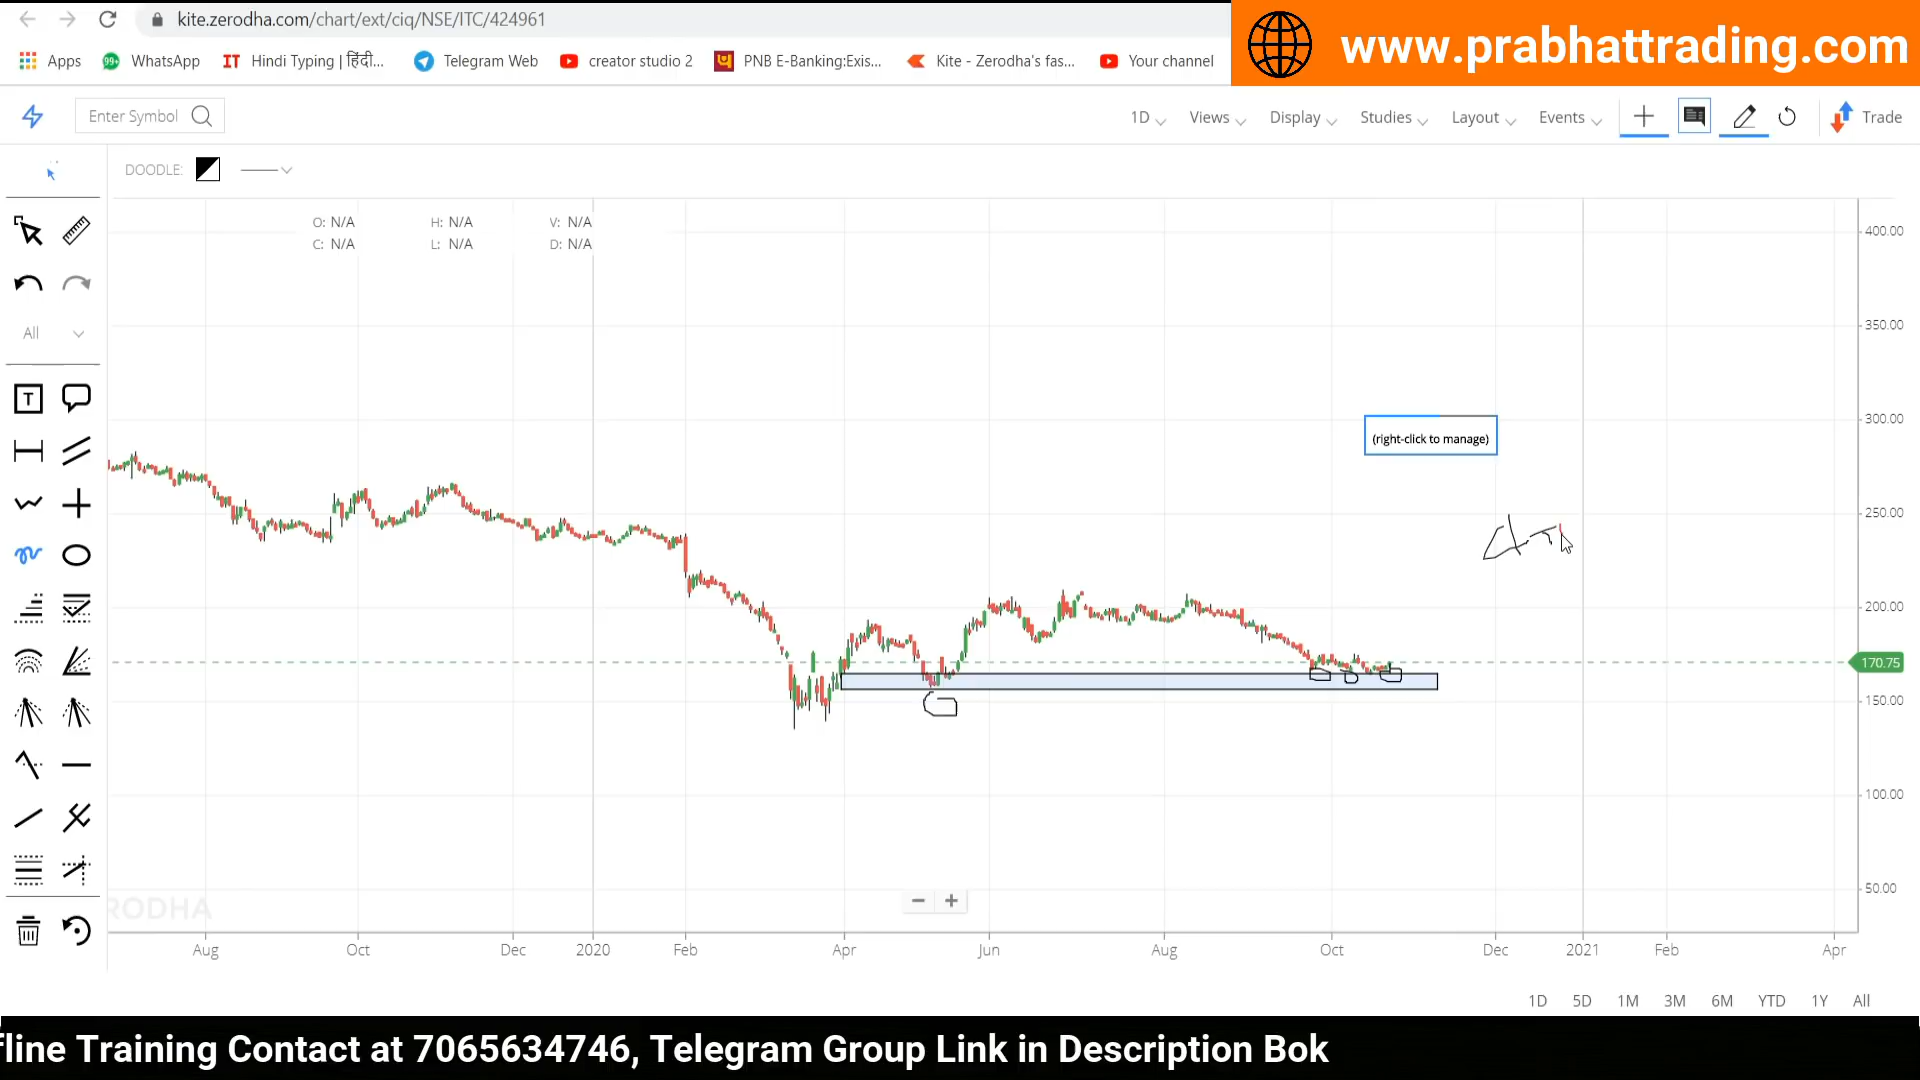 kite.zerodha.com/chart/ext/ciq/NSE/ITC/424961
www.prabhattrading.com
Apps
99+ WhatsApp
IT Hindi Typing | हिंदी...
Telegram Web
creator studio 2
PNB E-Banking:Exis...
Kite - Zerodha's fas...
Your channel
Enter Symbol
1D Views Display Studies Layout Events Trade
DOODLE:
O: N/A H: N/A V: N/A
C: N/A L: N/A D: N/A
All
T
400.00
350.00
300.00
(right-click to manage)
250.00
200.00
170.75
150.00
100.00
50.00
RODHA
Aug Oct Dec 2020 Feb Apr Jun Aug Oct Dec 2021 Feb Apr
1D 5D 1M 3M 6M YTD 1Y All
fline Training Contact at 7065634746, Telegram Group Link in Description Bok